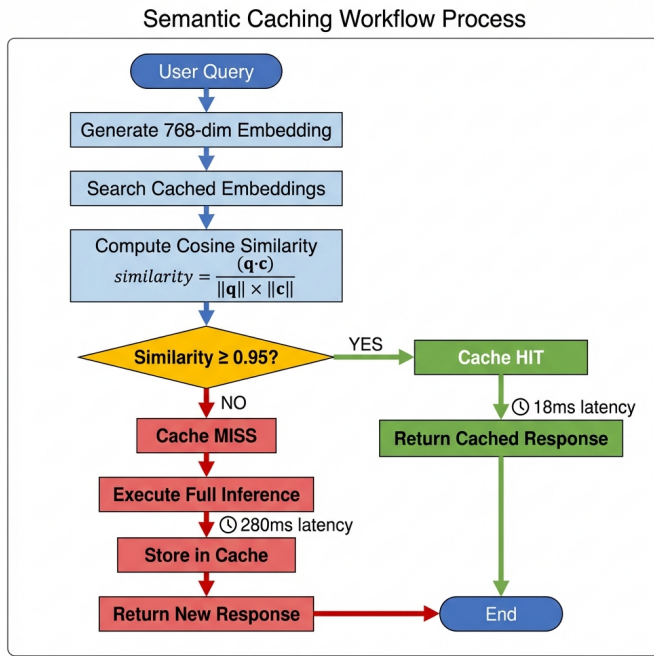 Semantic Caching Workflow Process
User Query
Generate 768-dim Embedding
Search Cached Embeddings
Compute Cosine Similarity
similarity = (q·c) / ‖q‖ × ‖c‖
Similarity ≥ 0.95?
YES
Cache HIT
18ms latency
Return Cached Response
NO
Cache MISS
Execute Full Inference
280ms latency
Store in Cache
Return New Response
End